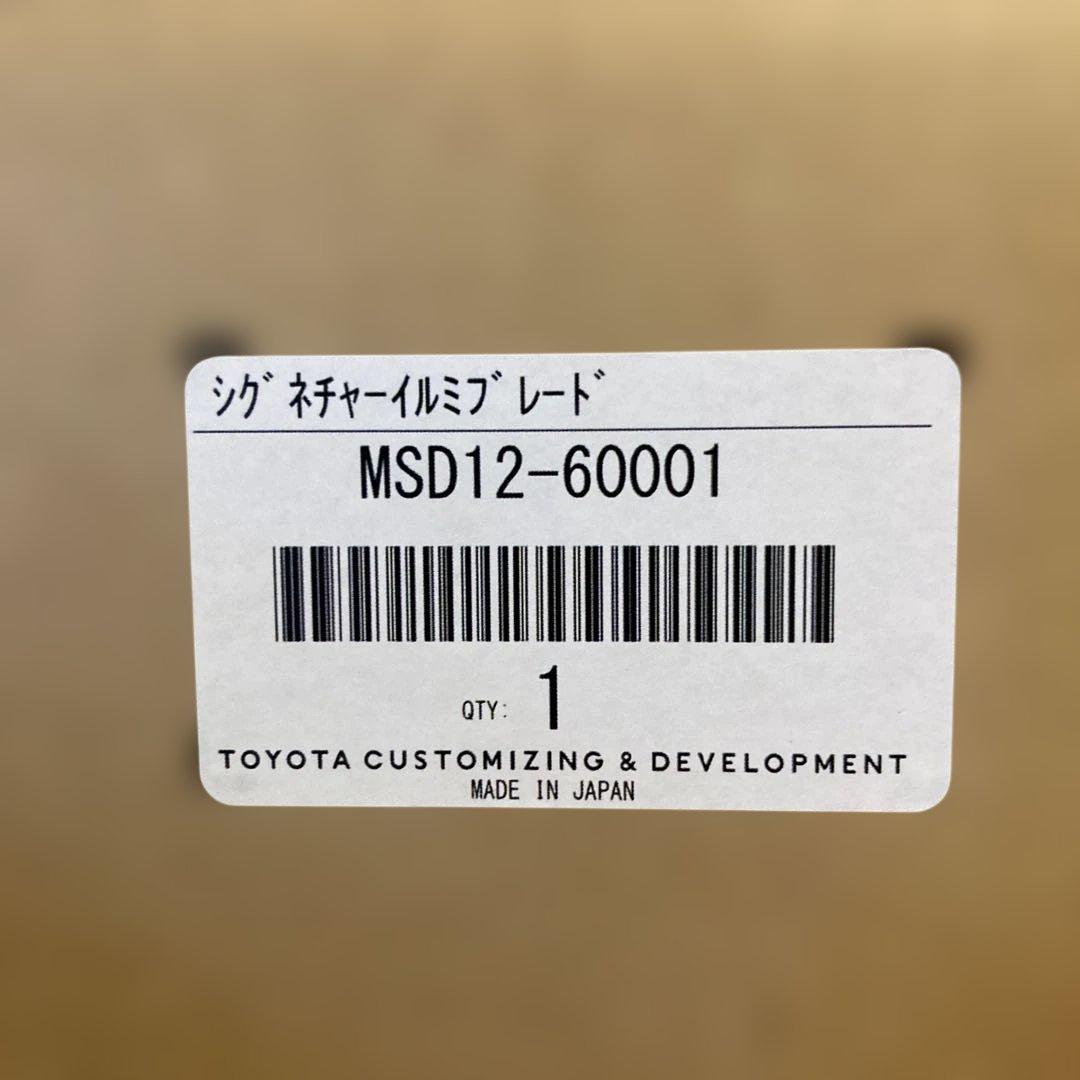 ｼｸﾞﾈﾁｬｰｲﾙﾐﾌﾞﾚｰﾄﾞ
MSD12-60001
QTY: 1
TOYOTA CUSTOMIZING & DEVELOPMENT
MADE IN JAPAN